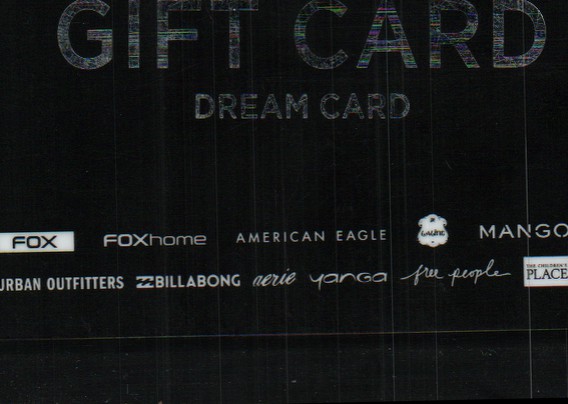 GIFT CARD
DREAM CARD
FOX FOXhome AMERICAN EAGLE LALINE MANGO
URBAN OUTFITTERS BILLABONG aerie yanga free people THE CHILDREN'S PLACE